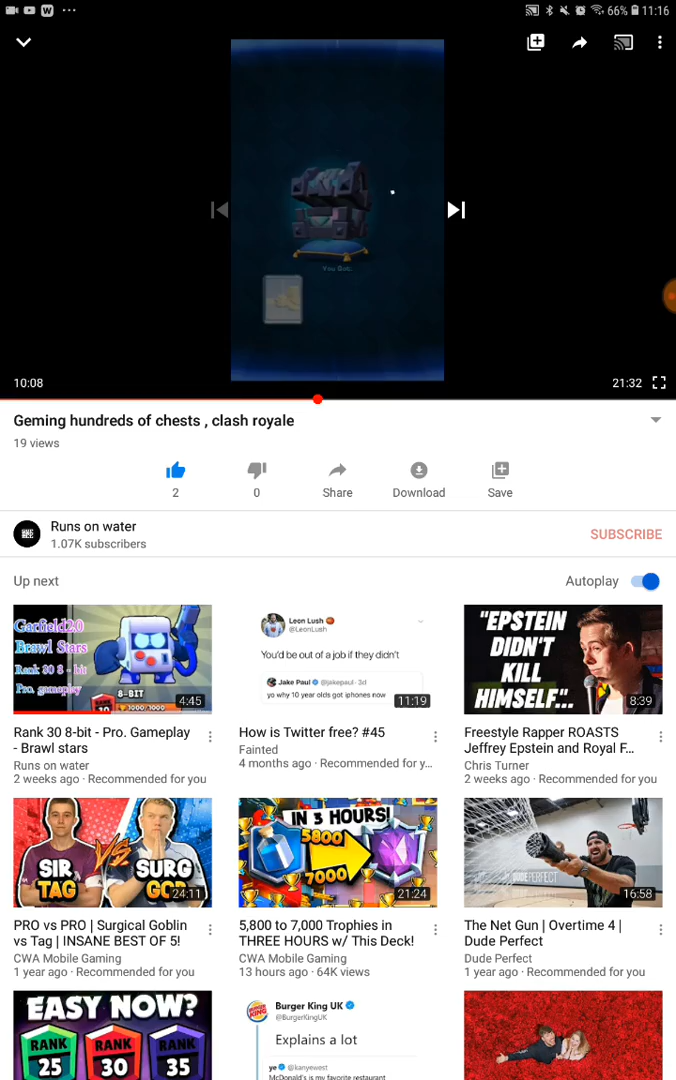 W
66%
11:16
You Got:
10:08
21:32
Geming hundreds of chests , clash royale
19 views
2
0
Share
Download
Save
Runs on water
1.07K subscribers
SUBSCRIBE
Up next
Autoplay
Garfield20
Brawl Stars
Rank 30 8 - bit
Pro. gameplay
8-BIT
1000/1000
4:45
Rank 30 8-bit - Pro. Gameplay
- Brawl stars
Runs on water
2 weeks ago · Recommended for you
Leon Lush
@LeonLush
You'd be out of a job if they didn't
Jake Paul @jakepaul · 3d
yo why 10 year olds got iphones now
11:19
How is Twitter free? #45
Fainted
4 months ago · Recommended for y...
"EPSTEIN
DIDN'T
KILL
HIMSELF"...
8:39
Freestyle Rapper ROASTS
Jeffrey Epstein and Royal F...
Chris Turner
2 weeks ago · Recommended for you
SIR
TAG
VS
SURG
GOB
24:11
PRO vs PRO | Surgical Goblin
vs Tag | INSANE BEST OF 5!
CWA Mobile Gaming
1 year ago · Recommended for you
IN 3 HOURS!
5800
7000
21:24
5,800 to 7,000 Trophies in
THREE HOURS w/ This Deck!
CWA Mobile Gaming
13 hours ago · 64K views
DUDE PERFECT
16:58
The Net Gun | Overtime 4 |
Dude Perfect
Dude Perfect
1 year ago · Recommended for you
EASY NOW?
RANK
25
RANK
30
RANK
35
Burger King UK
@BurgerKingUK
Explains a lot
ye @kanyewest
McDonald's is my favorite restaurant